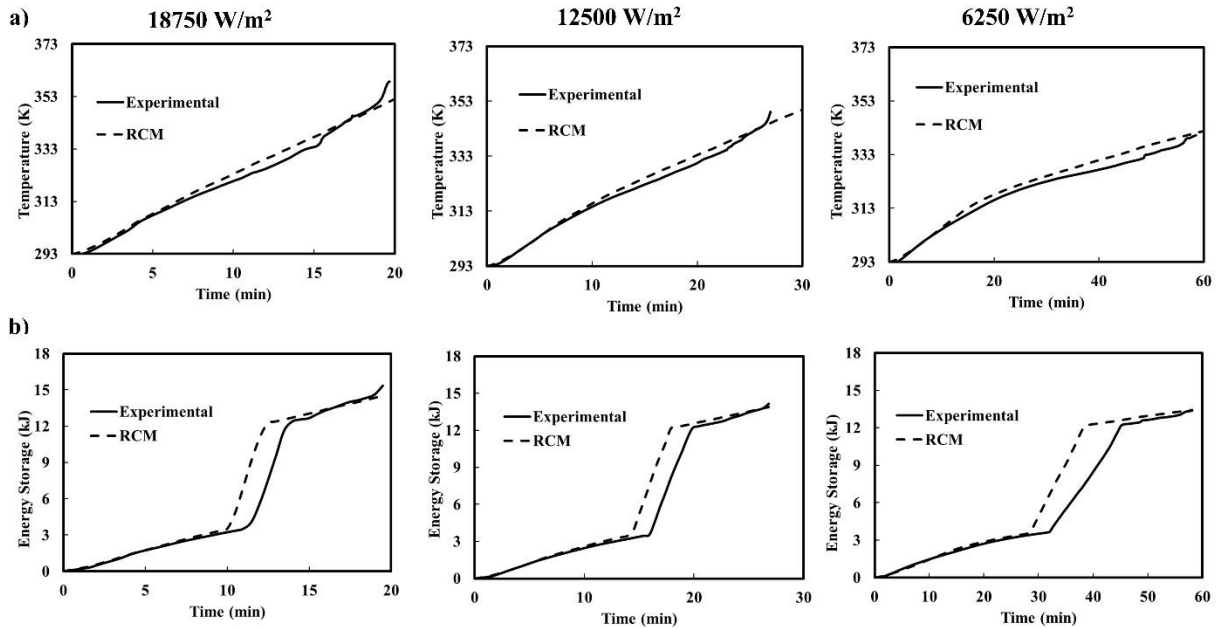 a)
18750 W/m²
12500 W/m²
6250 W/m²
Temperature (K)
373
353
333
313
293
Experimental
RCM
0
5
10
15
20
Time (min)
Temperature (K)
373
353
333
313
293
Experimental
RCM
0
10
20
30
Time (min)
Temperature (K)
373
353
333
313
293
Experimental
RCM
0
20
40
60
Time (min)
b)
Energy Storage (kJ)
18
15
12
9
6
3
0
Experimental
RCM
0
5
10
15
20
Time (min)
Energy Storage (kJ)
18
15
12
9
6
3
0
Experimental
RCM
0
10
20
30
Time (min)
Energy Storage (kJ)
18
15
12
9
6
3
0
Experimental
RCM
0
10
20
30
40
50
60
Time (min)